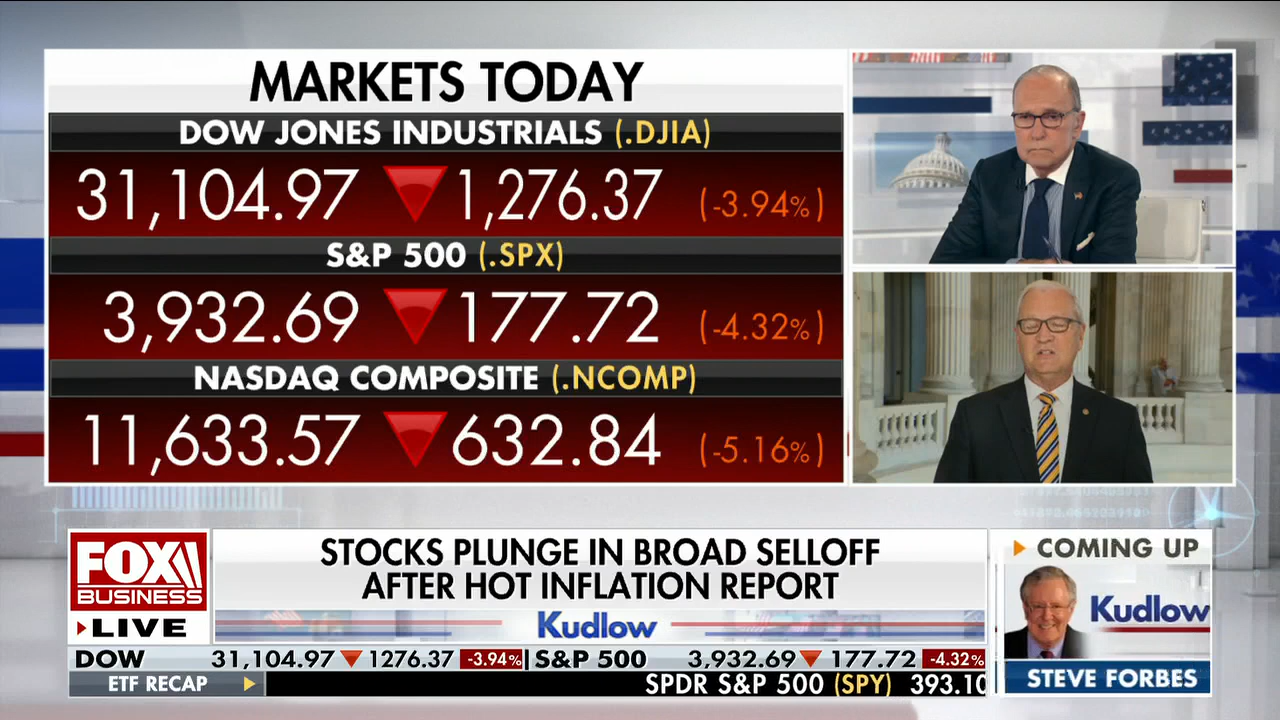 MARKETS TODAY
DOW JONES INDUSTRIALS (.DJIA)
31,104.97 ▼ 1,276.37 (-3.94%)
S&P 500 (.SPX)
3,932.69 ▼ 177.72 (-4.32%)
NASDAQ COMPOSITE (.NCOMP)
11,633.57 ▼ 632.84 (-5.16%)
FOX
BUSINESS
LIVE
STOCKS PLUNGE IN BROAD SELLOFF
AFTER HOT INFLATION REPORT
Kudlow
COMING UP
Kudlow
STEVE FORBES
DOW 31,104.97 ▼ 1276.37 -3.94% S&P 500 3,932.69 ▼ 177.72 -4.32%
ETF RECAP SPDR S&P 500 (SPY) 393.10